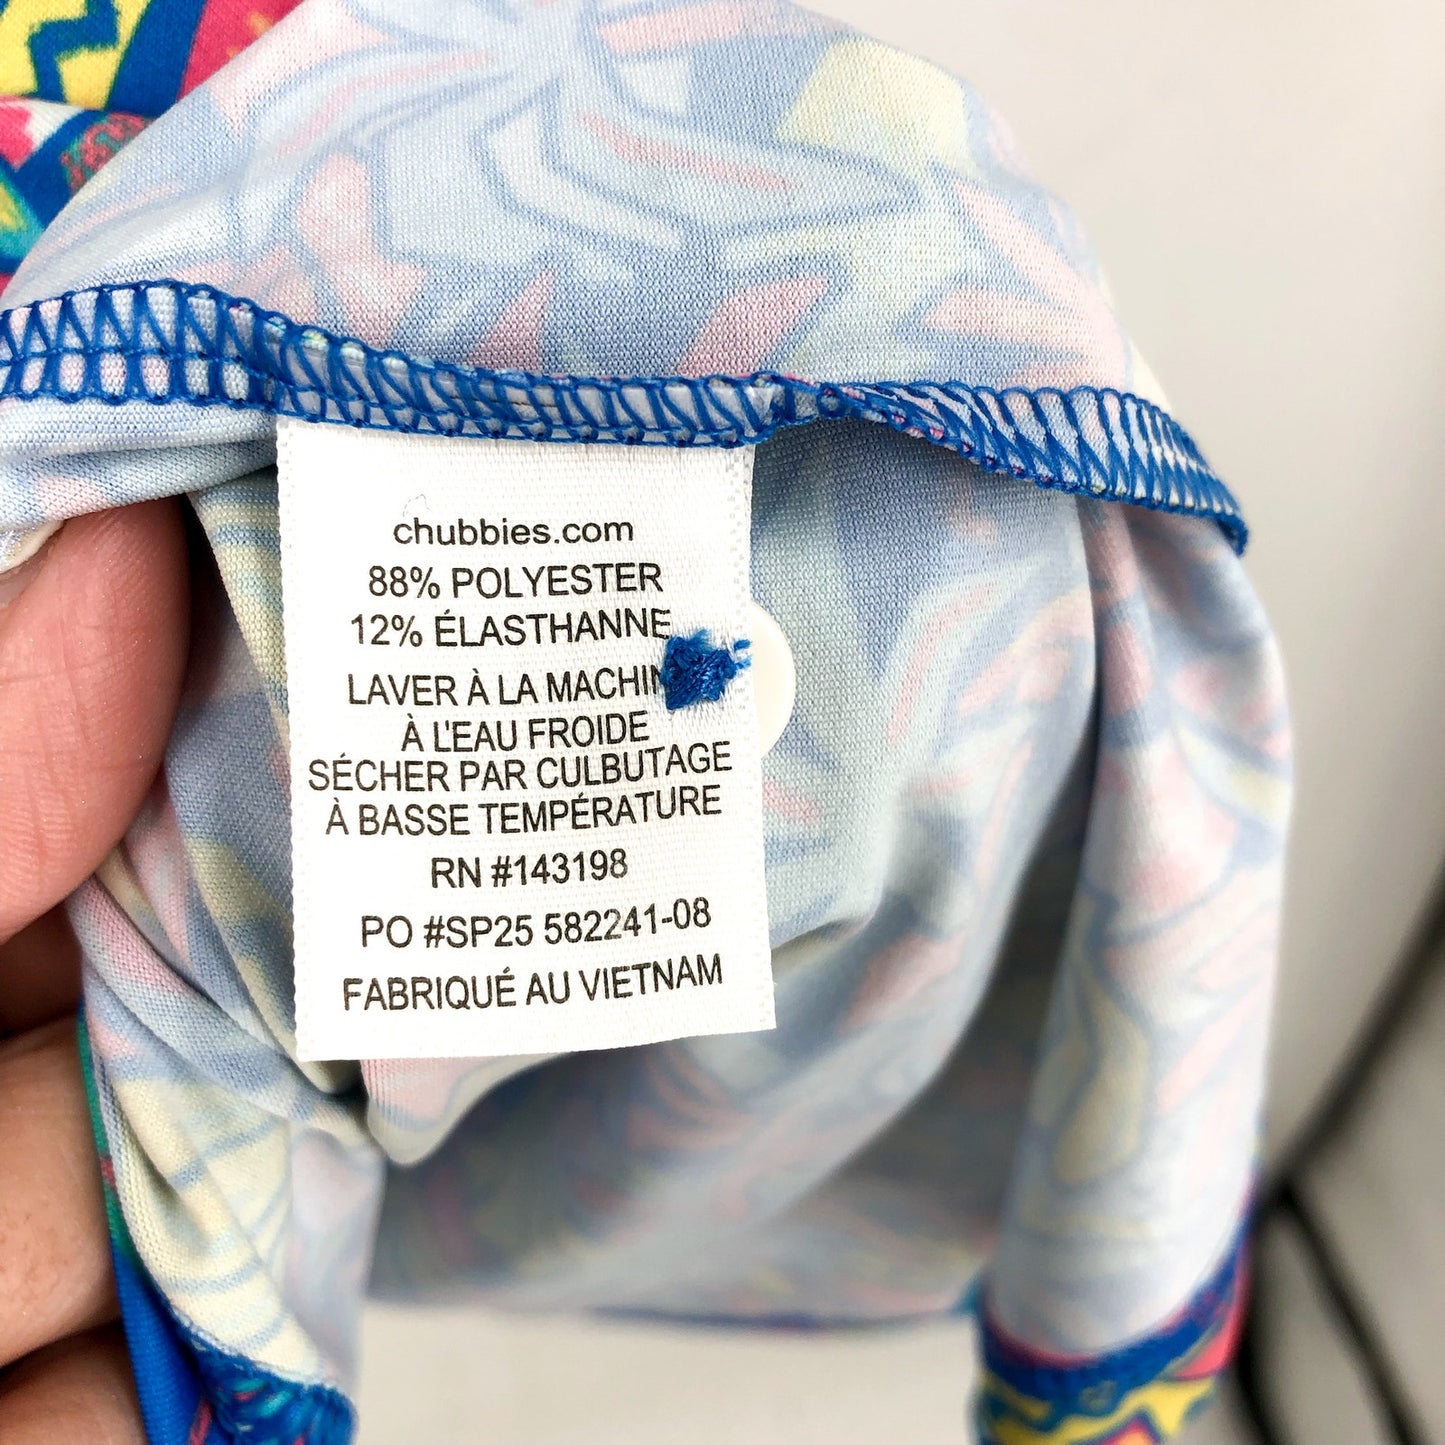 chubbies.com
88% POLYESTER
12% ÉLASTHANNE
LAVER À LA MACHIN
À L'EAU FROIDE
SÉCHER PAR CULBUTAGE
À BASSE TEMPÉRATURE
RN #143198
PO #SP25 582241-08
FABRIQUÉ AU VIETNAM